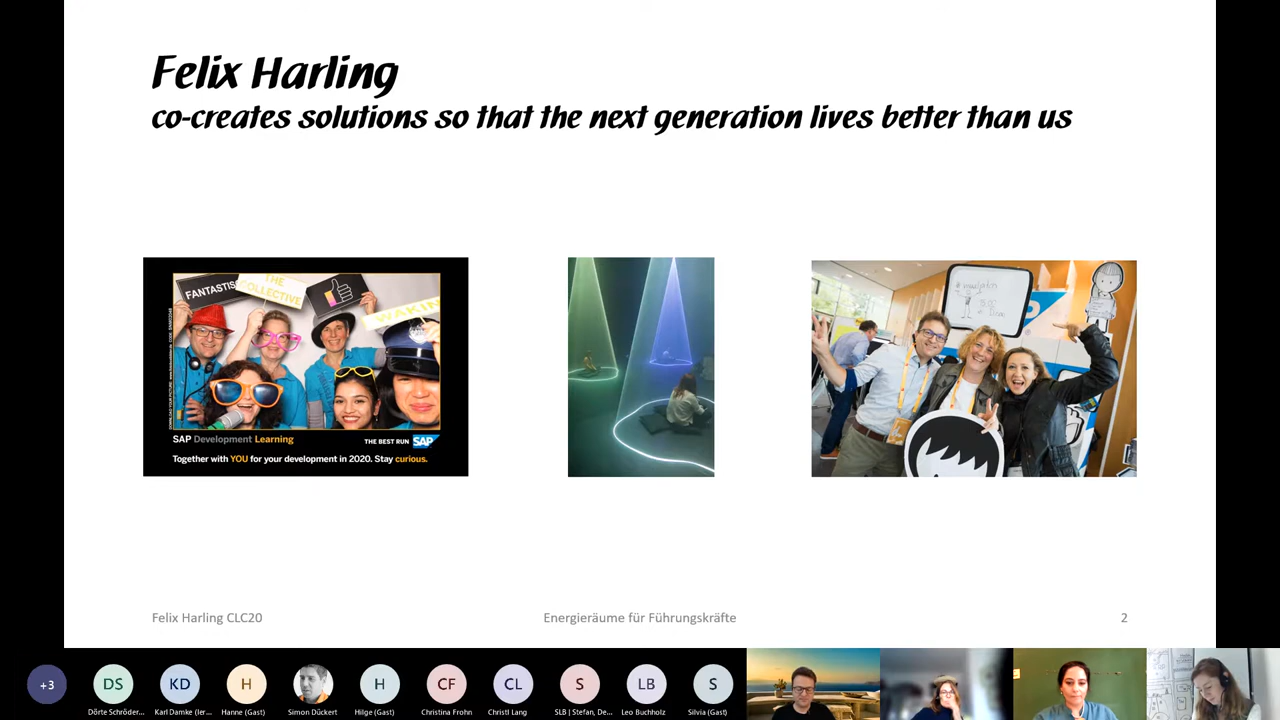 Felix Harling
co-creates solutions so that the next generation lives better than us
FANTASTIS
THE
COLLECTIVE
WAKIN
SAP Development Learning
THE BEST RUN SAP
Together with YOU for your development in 2020. Stay curious.
Felix Harling CLC20
Energieräume für Führungskräfte
2
+3
DS
KD
H
H
CF
CL
S
LB
S
Dörte Schröder...
Karl Damke (ler...
Hanne (Gast)
Simon Dückert
Hilge (Gast)
Christina Frohn
Christl Lang
SLB | Stefan, De...
Leo Buchholz
Silvia (Gast)